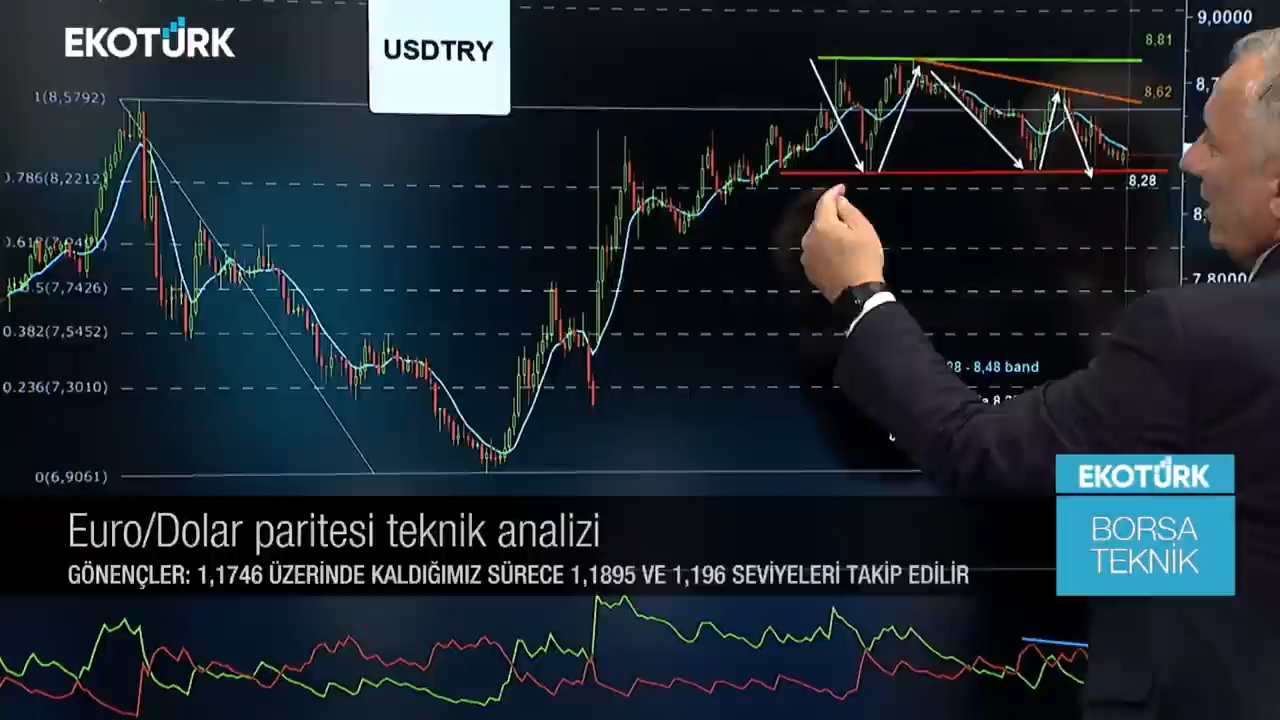 EKOTÜRK
USDTRY
9,0000
8,81
8,62
1(8,5792)
0.786(8,2212)
8,28
0.5(7,7426)
7,8000
0.382(7,5452)
0.236(7,3010)
- 8,48 band
0(6,9061)
EKOTÜRK
BORSA
TEKNİK
Euro/Dolar paritesi teknik analizi
GÖNENÇLER: 1,1746 ÜZERİNDE KALDIĞIMIZ SÜRECE 1,1895 VE 1,196 SEVİYELERİ TAKİP EDİLİR